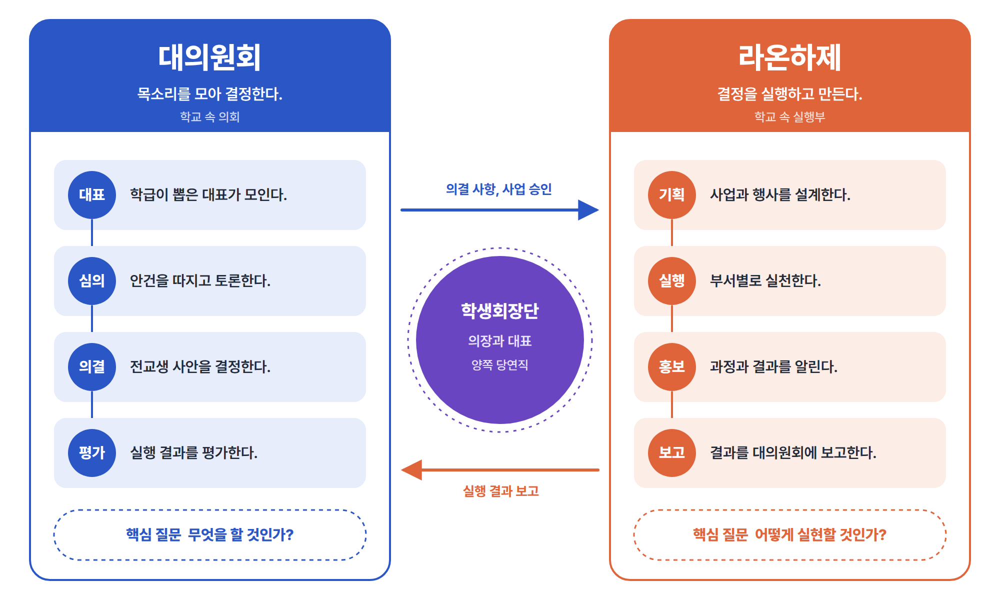 대의원회
목소리를 모아 결정한다.
학교 속 의회
대표
학급이 뽑은 대표가 모인다.
심의
안건을 따지고 토론한다.
의결
전교생 사안을 결정한다.
평가
실행 결과를 평가한다.
핵심 질문 무엇을 할 것인가?
의결 사항, 사업 승인
학생회장단
의장과 대표
양쪽 당연직
실행 결과 보고
라온하제
결정을 실행하고 만든다.
학교 속 실행부
기획
사업과 행사를 설계한다.
실행
부서별로 실천한다.
홍보
과정과 결과를 알린다.
보고
결과를 대의원회에 보고한다.
핵심 질문 어떻게 실현할 것인가?